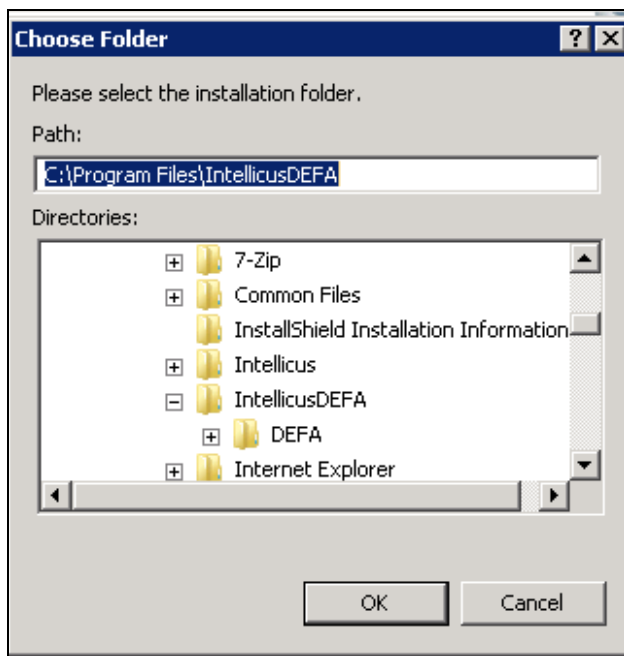 Choose Folder
Please select the installation folder.
Path:
C:\Program Files\IntellicusDEFA
Directories:
7-Zip
Common Files
InstallShield Installation Information
Intellicus
IntellicusDEFA
DEFA
Internet Explorer
OK Cancel